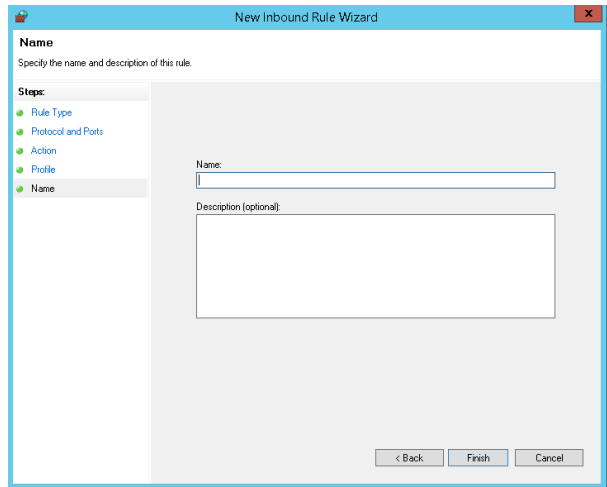 New Inbound Rule Wizard
x
Name
Specify the name and description of this rule.
Steps:
Rule Type
Protocol and Ports
Action
Profile
Name
Name:
Description (optional):
< Back
Finish
Cancel